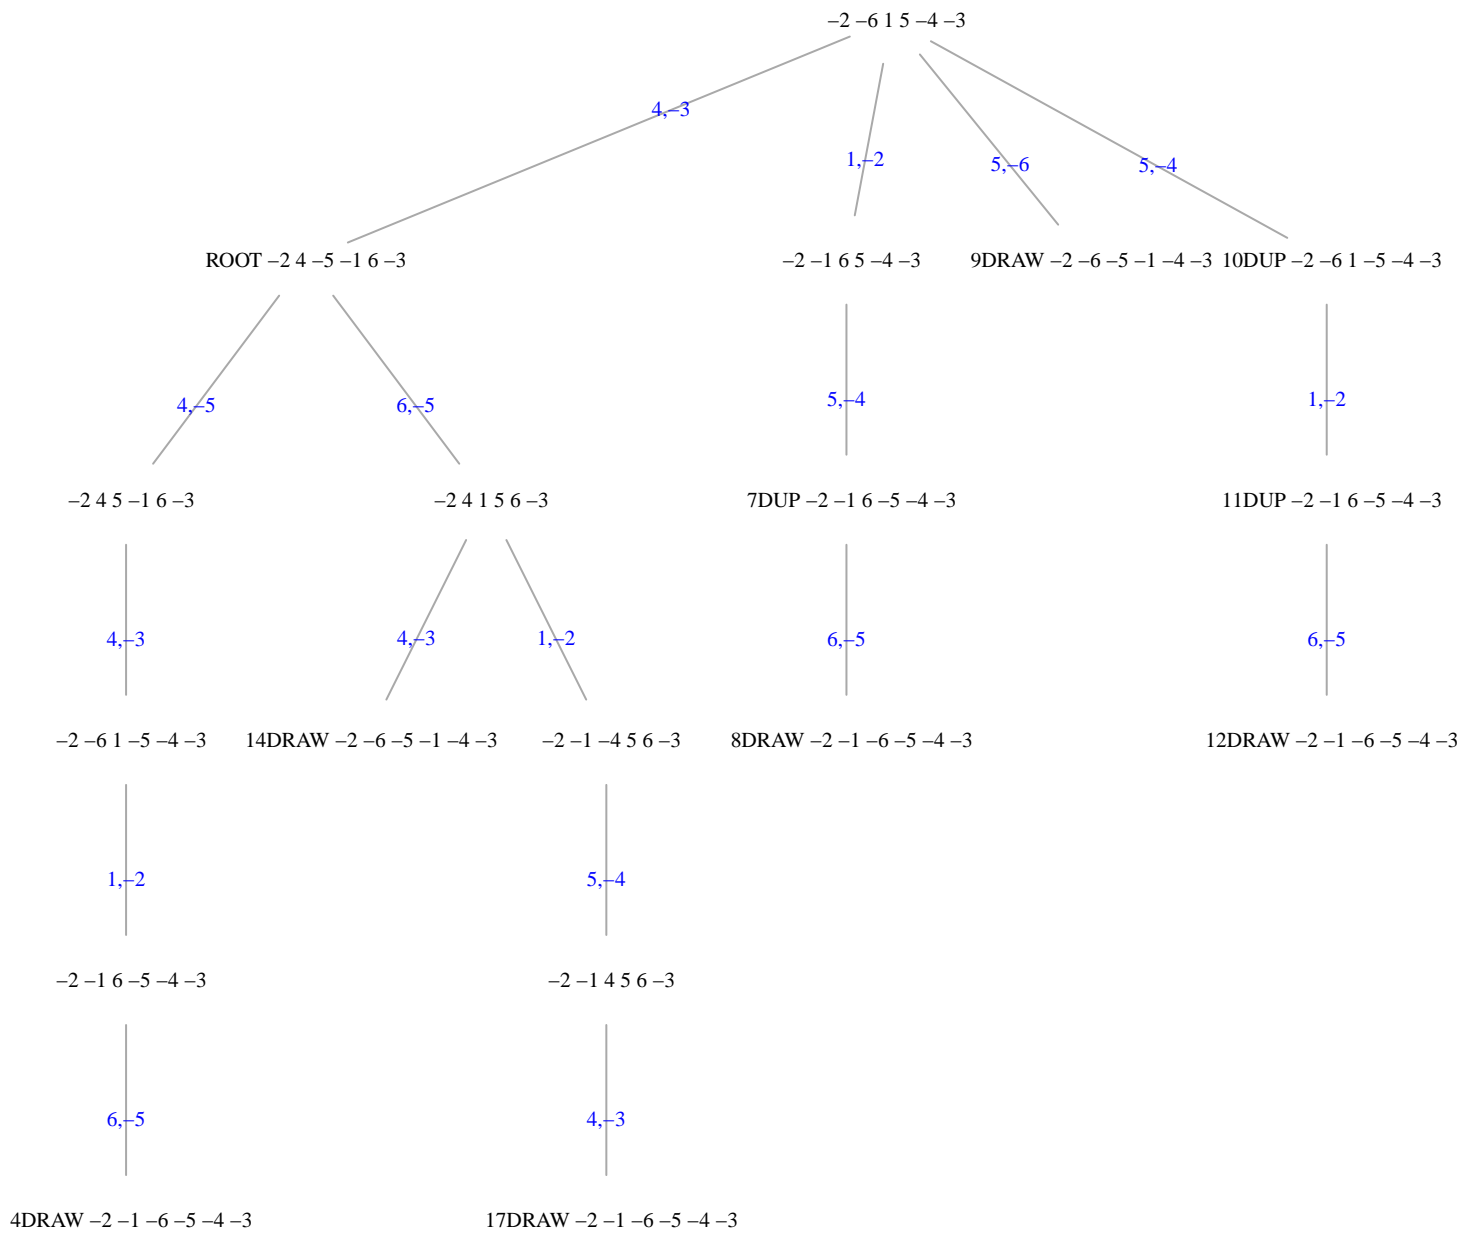 –2 –6 1 5 –4 –3
4,–3
1,–2
5,–6
5,–4
ROOT –2 4 –5 –1 6 –3
–2 –1 6 5 –4 –3
9DRAW –2 –6 –5 –1 –4 –3
10DUP –2 –6 1 –5 –4 –3
4,–5
6,–5
5,–4
1,–2
–2 4 5 –1 6 –3
–2 4 1 5 6 –3
7DUP –2 –1 6 –5 –4 –3
11DUP –2 –1 6 –5 –4 –3
4,–3
4,–3
1,–2
6,–5
6,–5
–2 –6 1 –5 –4 –3
14DRAW –2 –6 –5 –1 –4 –3
–2 –1 –4 5 6 –3
8DRAW –2 –1 –6 –5 –4 –3
12DRAW –2 –1 –6 –5 –4 –3
1,–2
5,–4
–2 –1 6 –5 –4 –3
–2 –1 4 5 6 –3
6,–5
4,–3
4DRAW –2 –1 –6 –5 –4 –3
17DRAW –2 –1 –6 –5 –4 –3